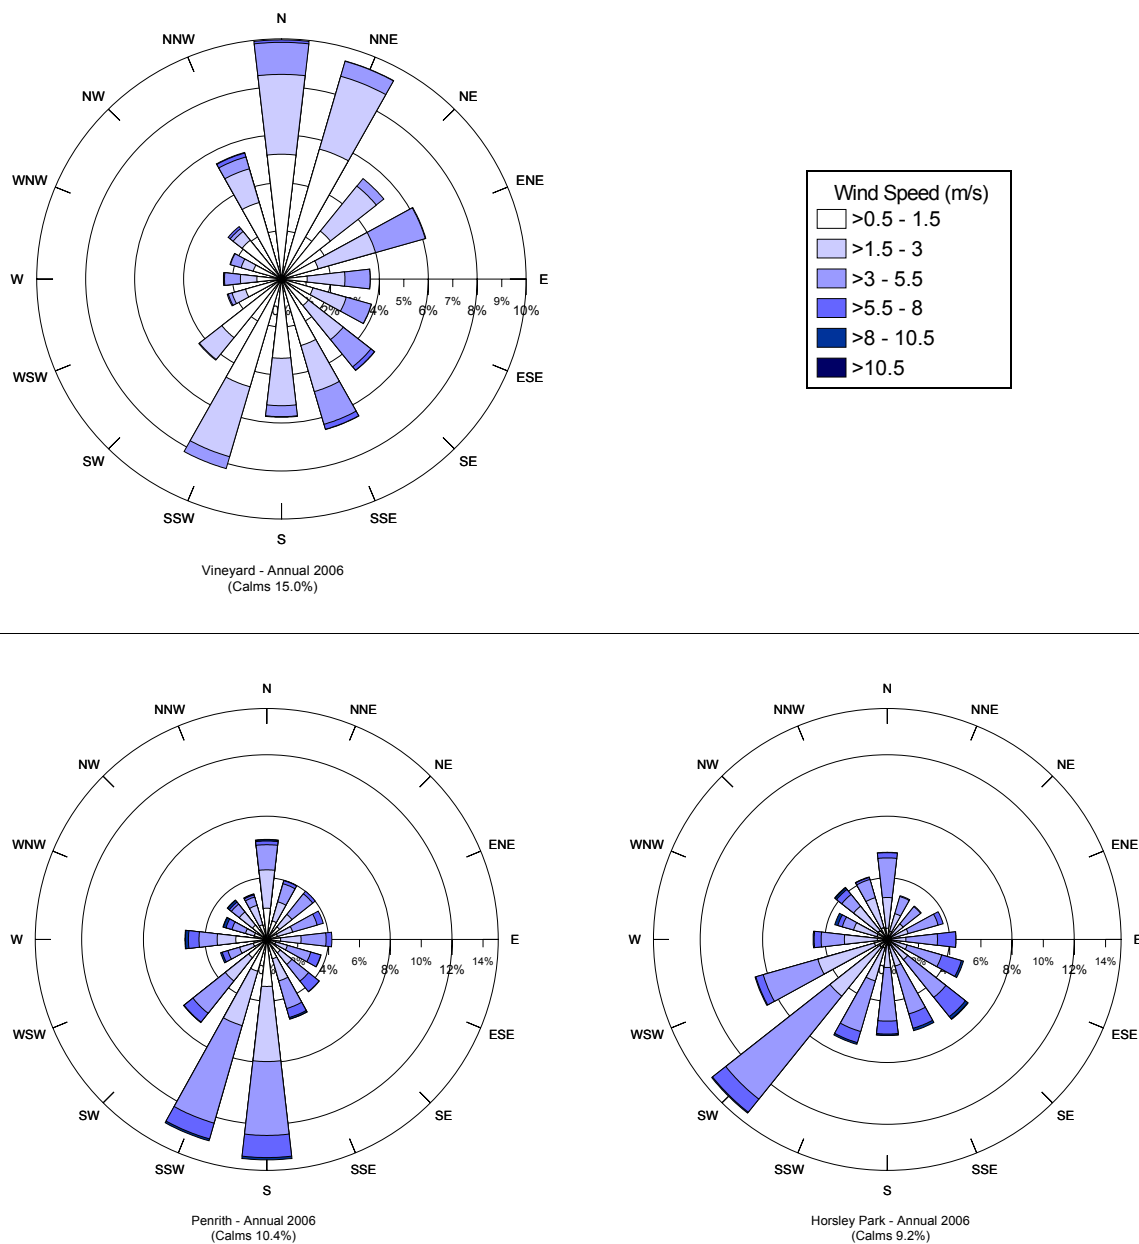 N
NNW
NNE
NW
NE
WNW
ENE
W
E
5%
7%
9%
4%
6%
8%
10%
WSW
ESE
SW
SE
SSW
SSE
S
Vineyard - Annual 2006
(Calms 15.0%)
Wind Speed (m/s)
>0.5 - 1.5
>1.5 - 3
>3 - 5.5
>5.5 - 8
>8 - 10.5
>10.5
N
NNW
NNE
NW
NE
WNW
ENE
W
E
6%
10%
14%
4%
8%
12%
WSW
ESE
SW
SE
SSW
SSE
S
Penrith - Annual 2006
(Calms 10.4%)
N
NNW
NNE
NW
NE
WNW
ENE
W
E
6%
10%
14%
4%
8%
12%
WSW
ESE
SW
SE
SSW
SSE
S
Horsley Park - Annual 2006
(Calms 9.2%)